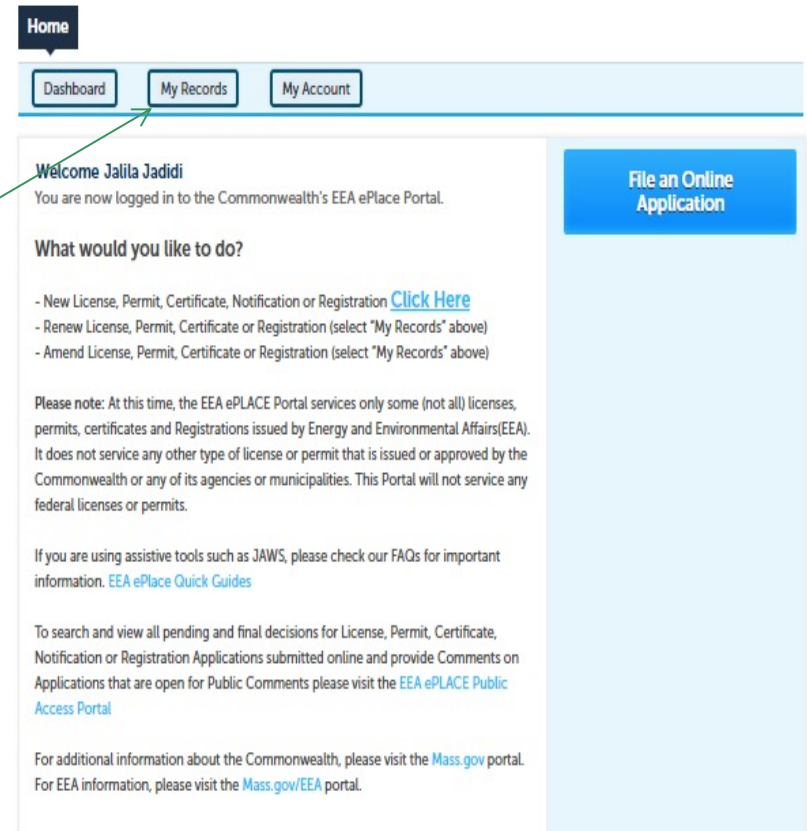 Home
Dashboard My Records My Account
Welcome Jalila Jadidi
You are now logged in to the Commonwealth's EEA ePlace Portal.
What would you like to do?
- New License, Permit, Certificate, Notification or Registration Click Here
- Renew License, Permit, Certificate or Registration (select "My Records" above)
- Amend License, Permit, Certificate or Registration (select "My Records" above)
Please note: At this time, the EEA ePLACE Portal services only some (not all) licenses,
permits, certificates and Registrations issued by Energy and Environmental Affairs(EEA).
It does not service any other type of license or permit that is issued or approved by the
Commonwealth or any of its agencies or municipalities. This Portal will not service any
federal licenses or permits.
If you are using assistive tools such as JAWS, please check our FAQs for important
information. EEA ePlace Quick Guides
To search and view all pending and final decisions for License, Permit, Certificate,
Notification or Registration Applications submitted online and provide Comments on
Applications that are open for Public Comments please visit the EEA ePLACE Public
Access Portal
For additional information about the Commonwealth, please visit the Mass.gov portal.
For EEA information, please visit the Mass.gov/EEA portal.
File an Online
Application